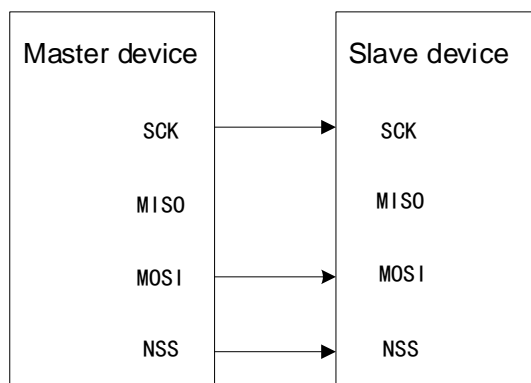 Master device
SCK
MISO
MOSI
NSS
Slave device
SCK
MISO
MOSI
NSS